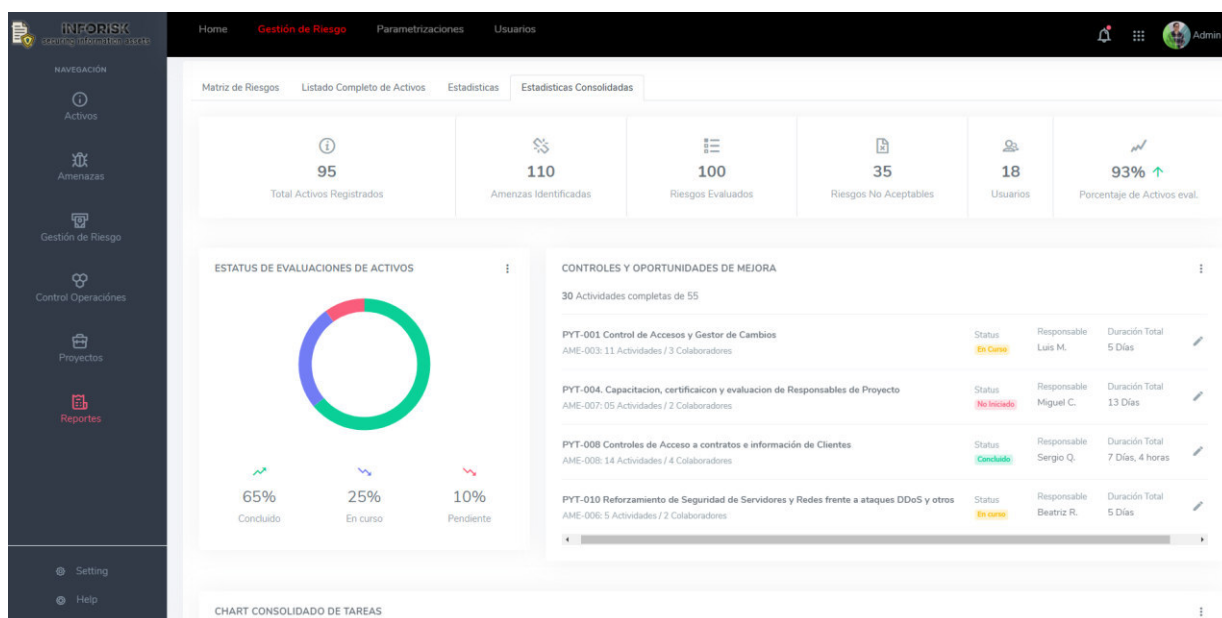 INFORISK
securing information assets
Home Gestión de Riesgo Parametrizaciones Usuarios
Admin
NAVEGACIÓN
Activos
Amenazas
Gestión de Riesgo
Control Operaciónes
Proyectos
Reportes
Setting
Help
Matriz de Riesgos Listado Completo de Activos Estadisticas Estadisticas Consolidadas
95 110 100 35 18 93%
Total Activos Registrados Amenzas Identificadas Riesgos Evaluados Riesgos No Aceptables Usuarios Porcentaje de Activos eval.
ESTATUS DE EVALUACIONES DE ACTIVOS
65% 25% 10%
Concluido En curso Pendiente
CONTROLES Y OPORTUNIDADES DE MEJORA
30 Actividades completas de 55
PYT-001 Control de Accesos y Gestor de Cambios Status Responsable Duración Total
AME-003: 11 Actividades / 3 Colaboradores En Curso Luis M. 5 Días
PYT-004. Capacitacion, certificaicon y evaluacion de Responsables de Proyecto Status Responsable Duración Total
AME-007: 05 Actividades / 2 Colaboradores No Iniciado Miguel C. 13 Días
PYT-008 Controles de Acceso a contratos e información de Clientes Status Responsable Duración Total
AME-008: 14 Actividades / 4 Colaboradores Concluido Sergio Q. 7 Días, 4 horas
PYT-010 Reforzamiento de Seguridad de Servidores y Redes frente a ataques DDoS y otros Status Responsable Duración Total
AME-006: 5 Actividades / 2 Colaboradores En curso Beatriz R. 5 Días
CHART CONSOLIDADO DE TAREAS